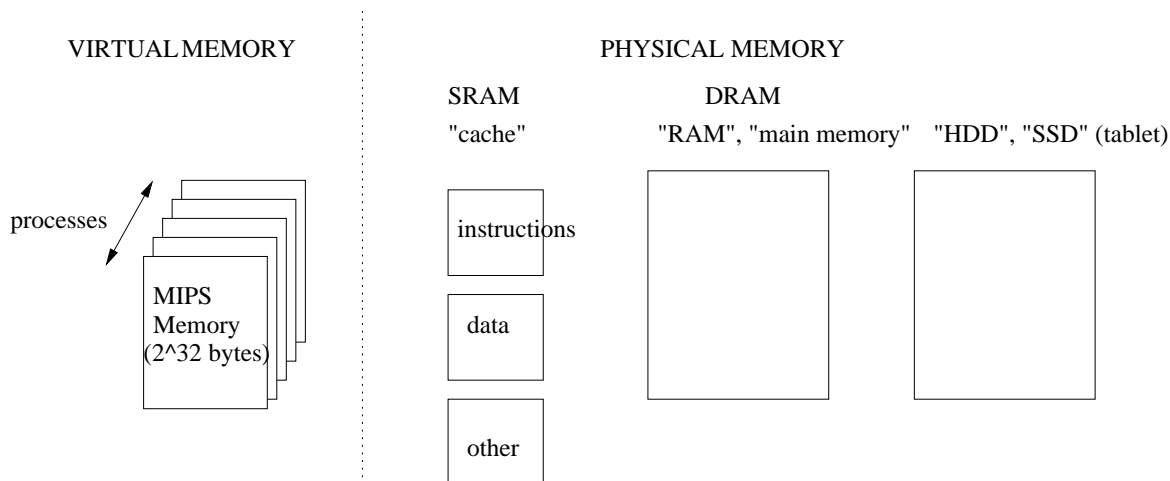 VIRTUAL MEMORY
PHYSICAL MEMORY
SRAM
DRAM
"cache"
"RAM", "main memory"
"HDD", "SSD" (tablet)
processes
MIPS
Memory
(2^32 bytes)
instructions
data
other